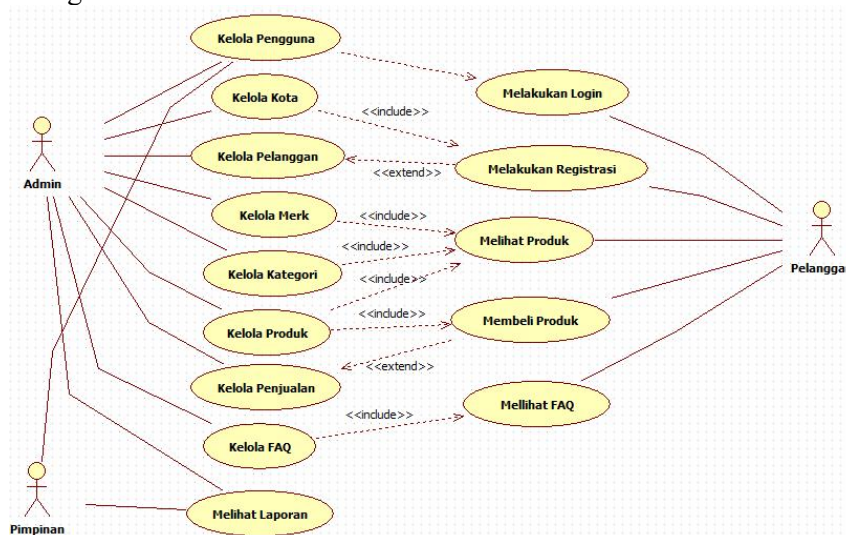 Kelola Pengguna
Kelola Kota
<<include>>
Melakukan Login
Kelola Pelanggan
<<extend>>
Melakukan Registrasi
Admin
Kelola Merk
<<include>>
Melihat Produk
<<include>>
Kelola Kategori
<<include>>
Pelanggan
Kelola Produk
<<include>>
Membeli Produk
<<extend>>
Kelola Penjualan
Mellihat FAQ
<<include>>
Kelola FAQ
Melihat Laporan
Pimpinan